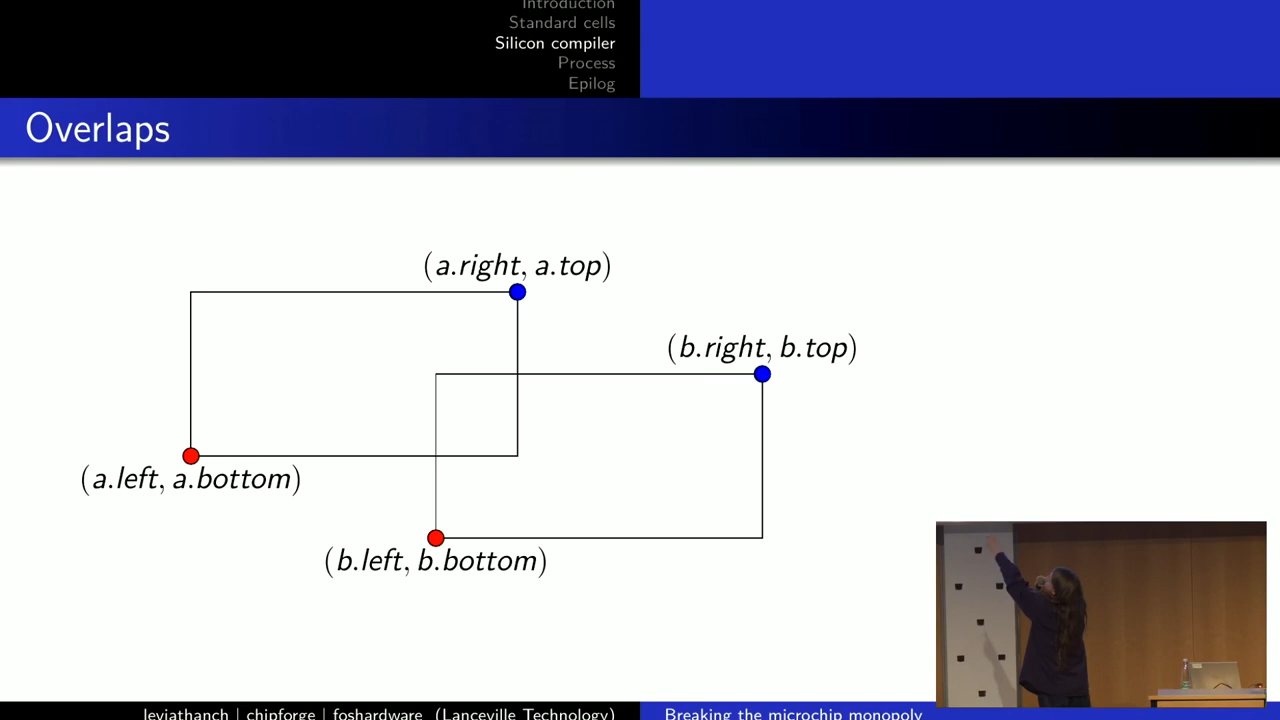 Introduction
Standard cells
Silicon compiler
Process
Epilog
Overlaps
(a.right, a.top)
(b.right, b.top)
(a.left, a.bottom)
(b.left, b.bottom)
leviathanch | chipforge | foshardware (Lanceville Technology)
Breaking the microchip monopoly